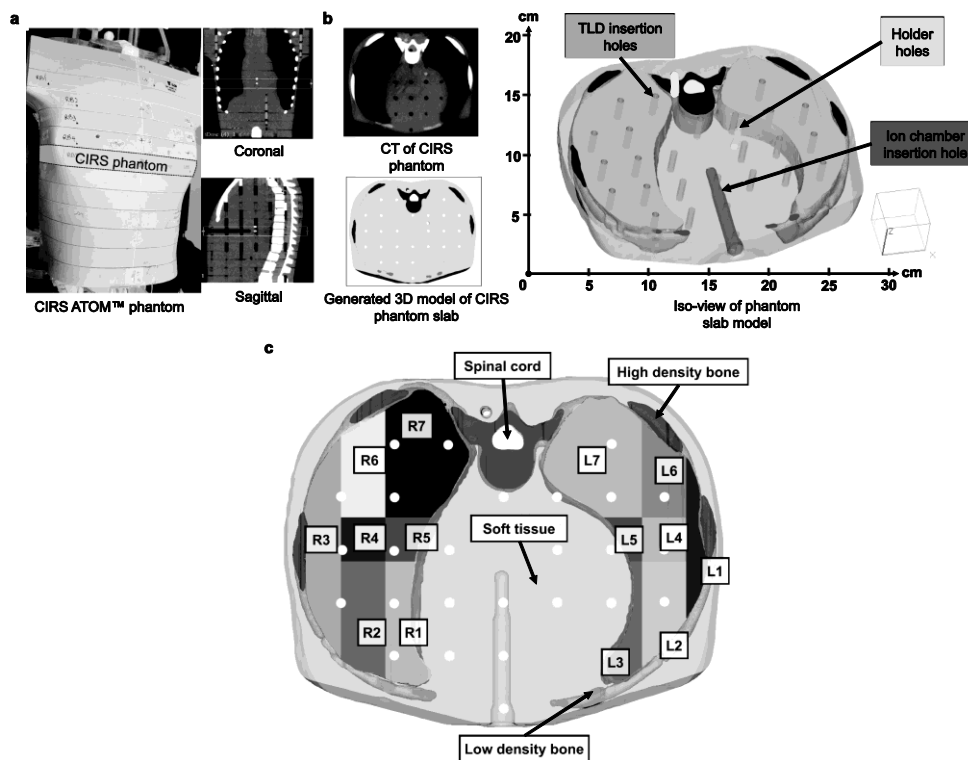 a
CIRS phantom
CIRS ATOM™ phantom
Coronal
Sagittal
b
CT of CIRS
phantom
Generated 3D model of CIRS
phantom slab
cm
20
15
10
5
0
5
10
15
20
25
30
cm
TLD insertion
holes
Holder
holes
Ion chamber
insertion hole
Z
X
Iso-view of phantom
slab model
c
Spinal cord
High density bone
R7
R6
L7
L6
R3
R4
R5
Soft tissue
L5
L4
L1
R2
R1
L3
L2
Low density bone